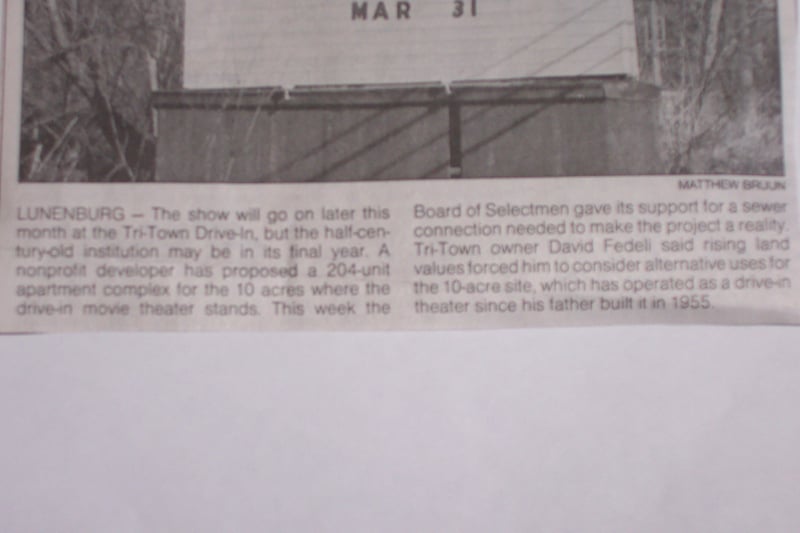 MAR 31
MATTHEW BRUUN
LUNENBURG – The show will go on later this
month at the Tri-Town Drive-In, but the half-cen-
tury-old institution may be in its final year. A
nonprofit developer has proposed a 204-unit
apartment complex for the 10 acres where the
drive-in movie theater stands. This week the
Board of Selectmen gave its support for a sewer
connection needed to make the project a reality.
Tri-Town owner David Fedeli said rising land
values forced him to consider alternative uses for
the 10-acre site, which has operated as a drive-in
theater since his father built it in 1955.